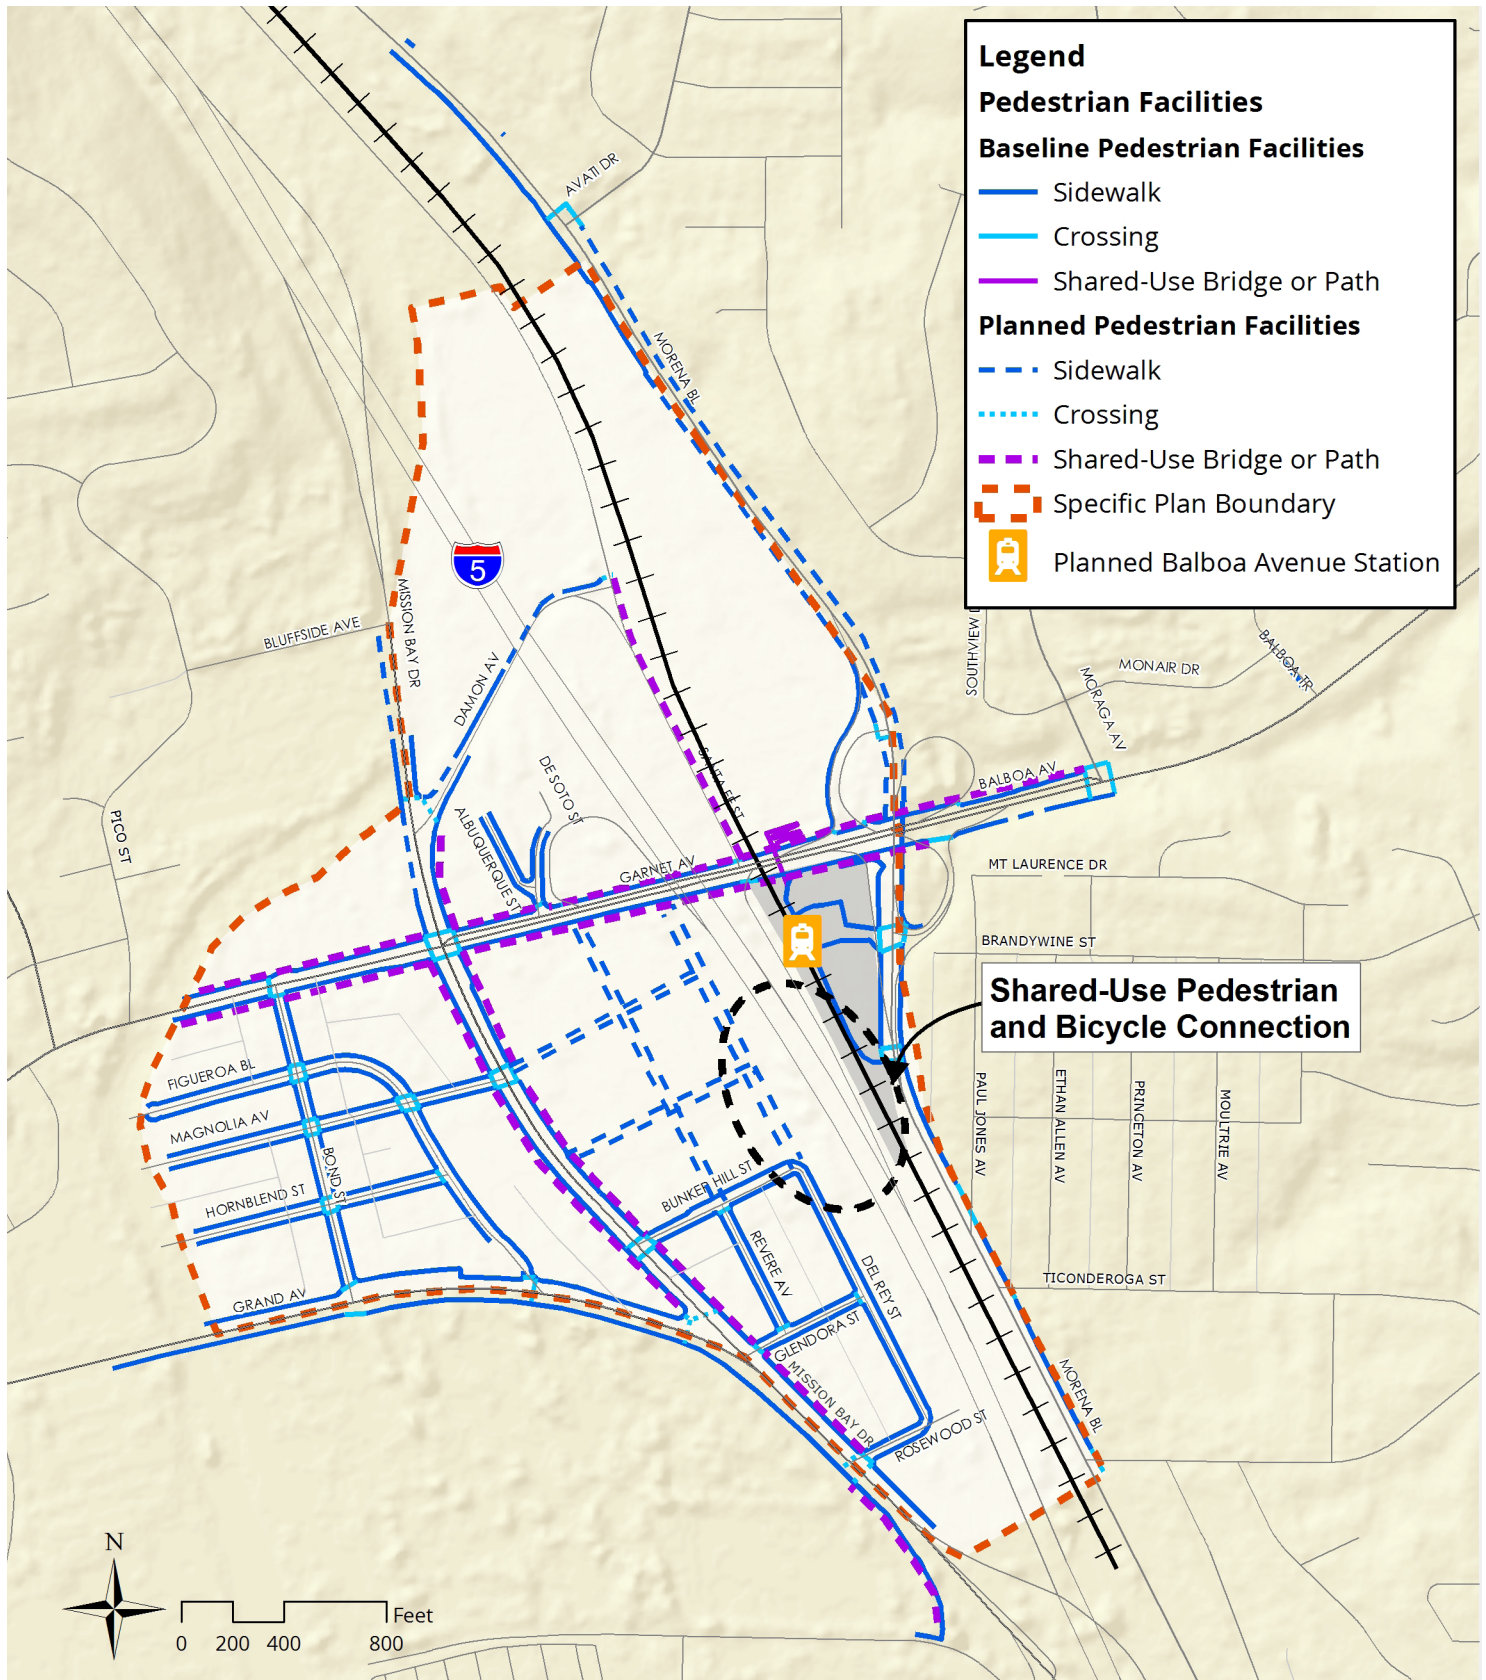 Legend
Pedestrian Facilities
Baseline Pedestrian Facilities
Sidewalk
Crossing
Shared-Use Bridge or Path
Planned Pedestrian Facilities
Sidewalk
Crossing
Shared-Use Bridge or Path
Specific Plan Boundary
Planned Balboa Avenue Station
AVATI DR
MORENA BL
5
MISSION BAY DR
BLUFFSIDE AVE
DAMON AV
SOUTHVIEW
BALBOA TR
MONAIR DR
MORAGA AV
SANTA FE ST
DE SOTO ST
BALBOA AV
PICO ST
ALBUQUERQUE ST
GARNET AV
MT LAURENCE DR
BRANDYWINE ST
Shared-Use Pedestrian
and Bicycle Connection
FIGUEROA BL
MAGNOLIA AV
BOND ST
HORNBLEND ST
PAUL JONES AV
ETHAN ALLEN AV
PRINCETON AV
MOULTRIE AV
BUNKER HILL ST
REVERE AV
DEL REY ST
TICONDEROGA ST
GRAND AV
GLENDORA ST
MISSION BAY DR
MORENA BL
ROSEWOOD ST
N
Feet
0 200 400 800